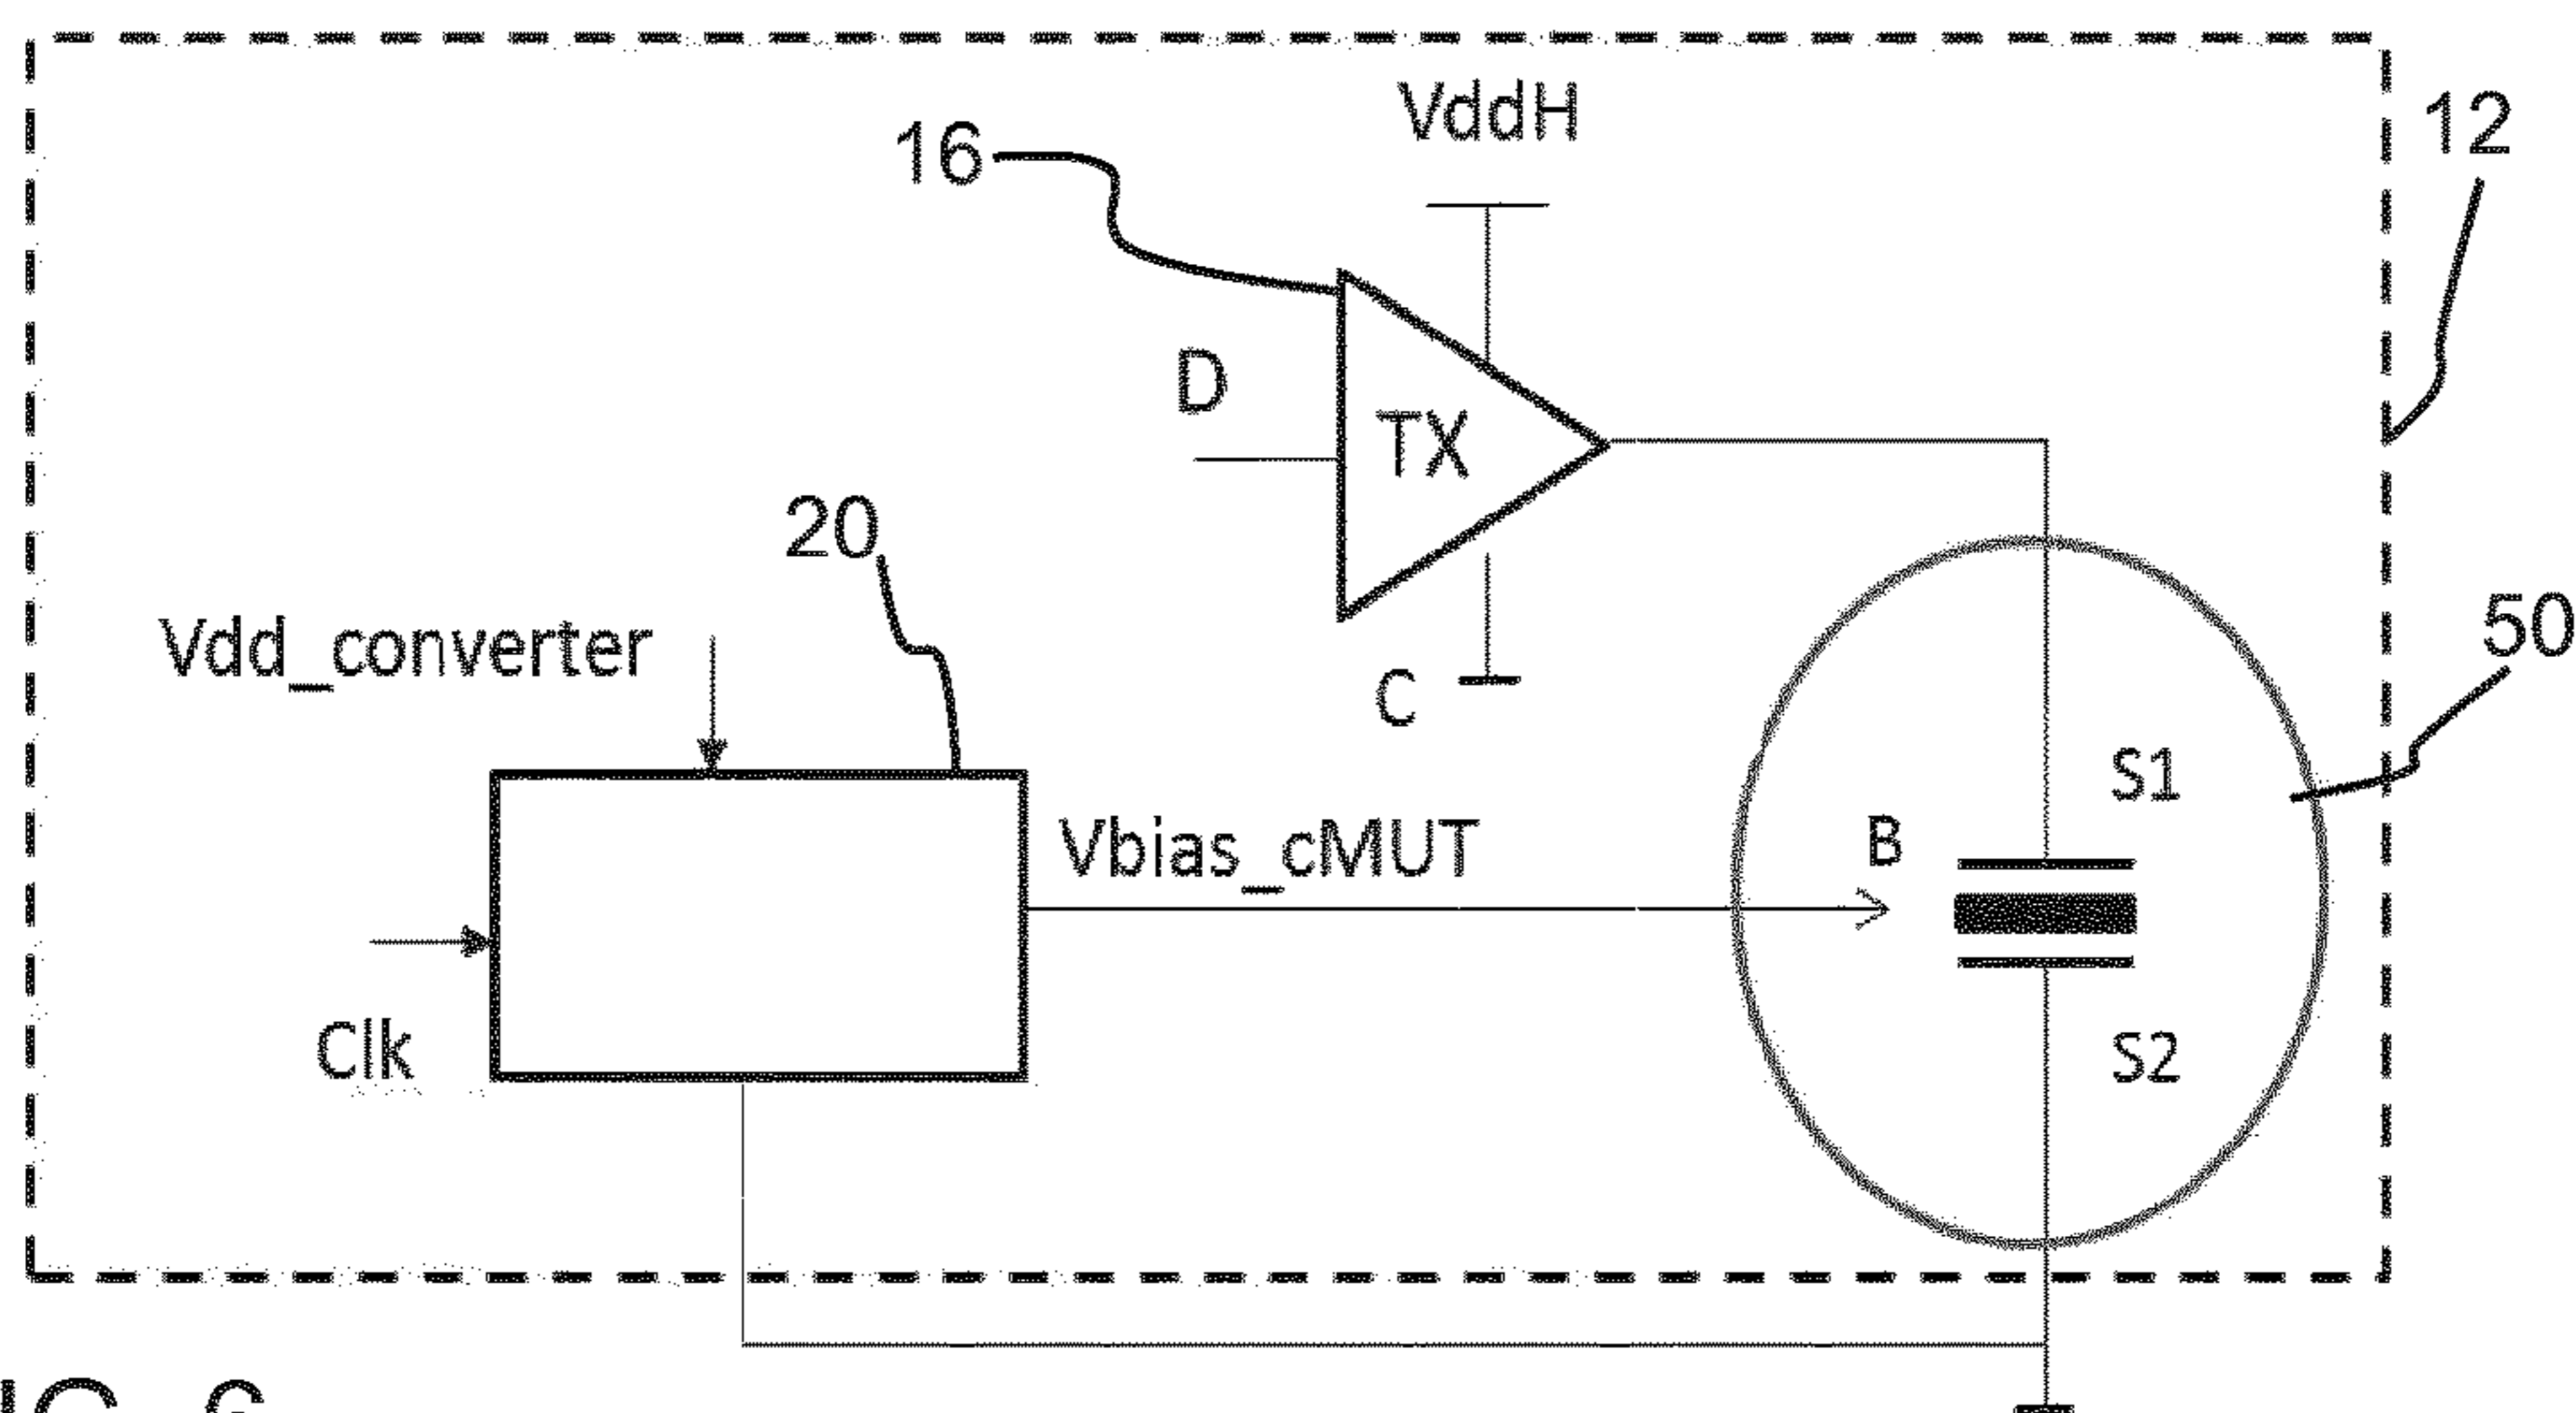 VddH
12
16
D
TX
20
50
Vdd_converter
C
S1
Vbias_cMUT
B
Clk
S2